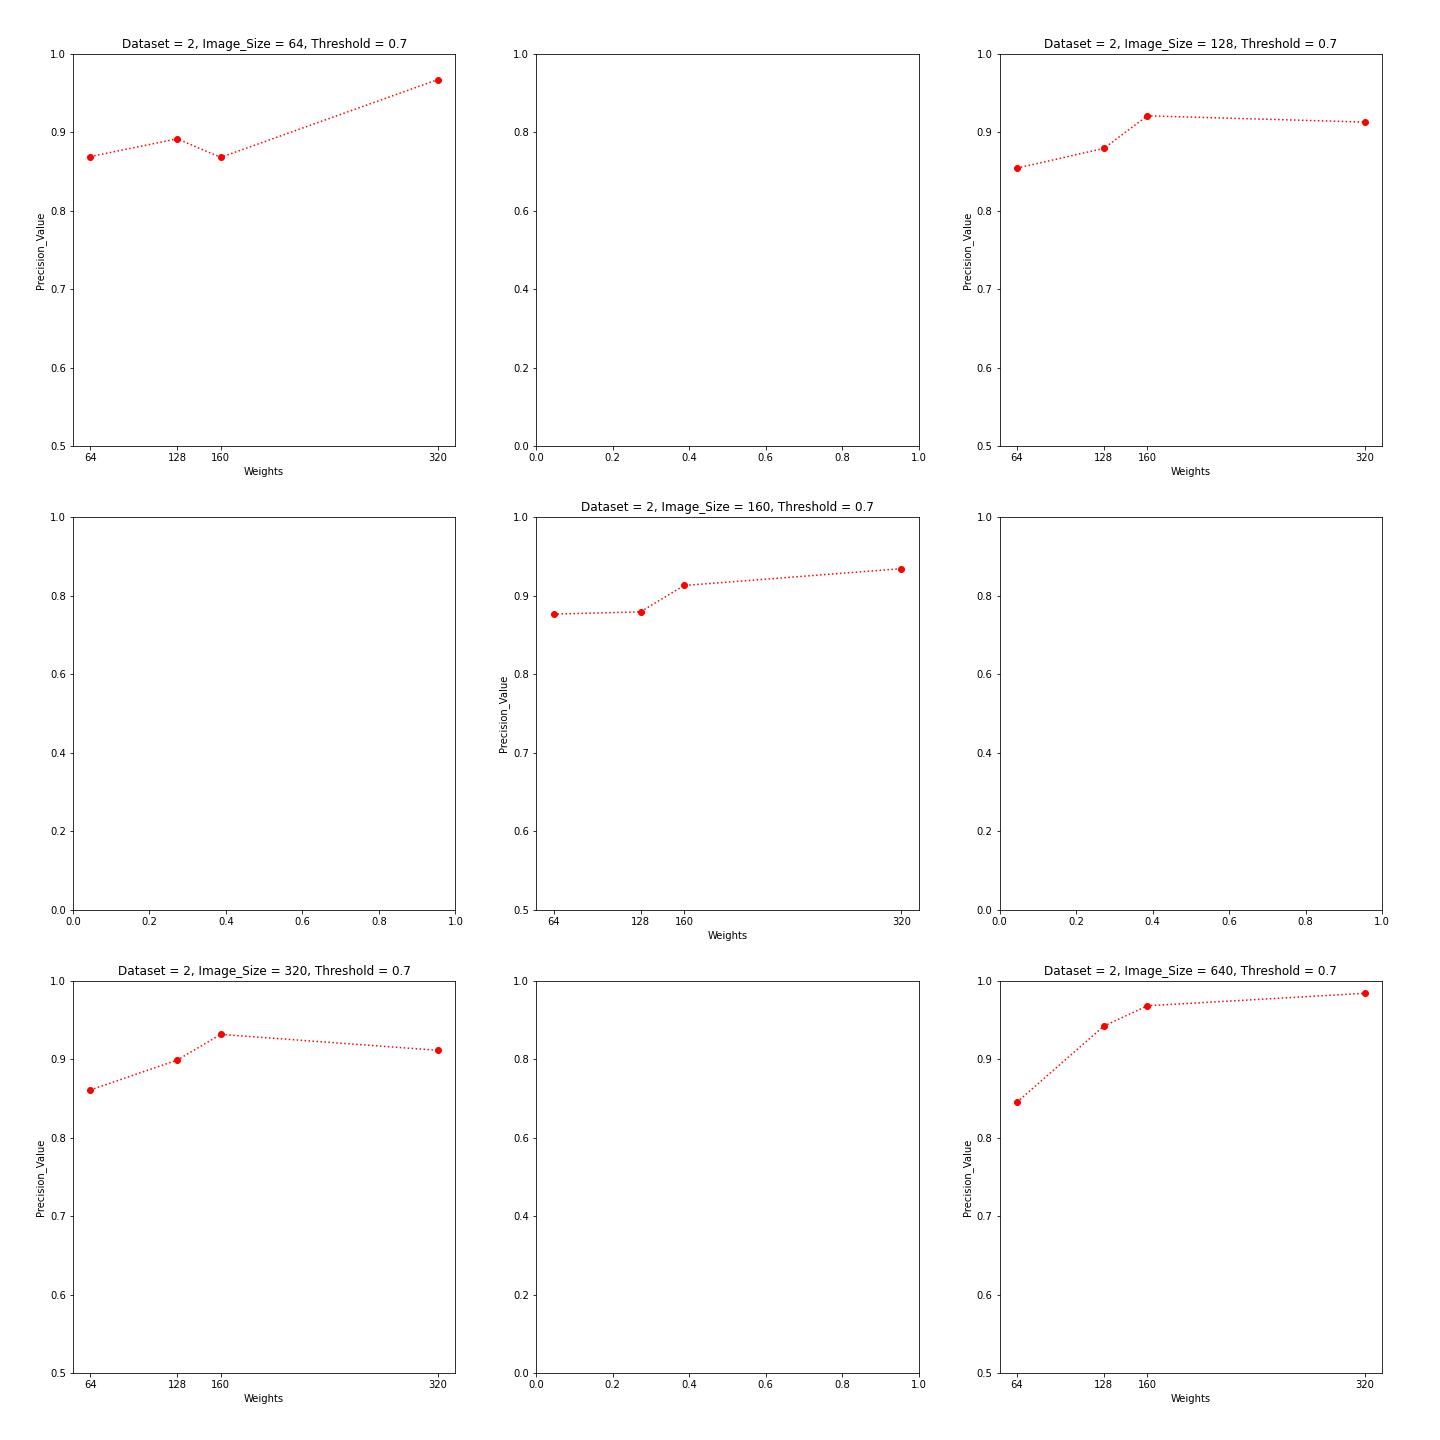 Dataset = 2, Image_Size = 64, Threshold = 0.7
1.0
0.9
0.8
0.7
0.6
0.5
Precision_Value
64 128 160 320
Weights
1.0
0.8
0.6
0.4
0.2
0.0
0.0 0.2 0.4 0.6 0.8 1.0
Dataset = 2, Image_Size = 128, Threshold = 0.7
1.0
0.9
0.8
0.7
0.6
0.5
Precision_Value
64 128 160 320
Weights
1.0
0.8
0.6
0.4
0.2
0.0
0.0 0.2 0.4 0.6 0.8 1.0
Dataset = 2, Image_Size = 160, Threshold = 0.7
1.0
0.9
0.8
0.7
0.6
0.5
Precision_Value
64 128 160 320
Weights
1.0
0.8
0.6
0.4
0.2
0.0
0.0 0.2 0.4 0.6 0.8 1.0
Dataset = 2, Image_Size = 320, Threshold = 0.7
1.0
0.9
0.8
0.7
0.6
0.5
Precision_Value
64 128 160 320
Weights
1.0
0.8
0.6
0.4
0.2
0.0
0.0 0.2 0.4 0.6 0.8 1.0
Dataset = 2, Image_Size = 640, Threshold = 0.7
1.0
0.9
0.8
0.7
0.6
0.5
Precision_Value
64 128 160 320
Weights